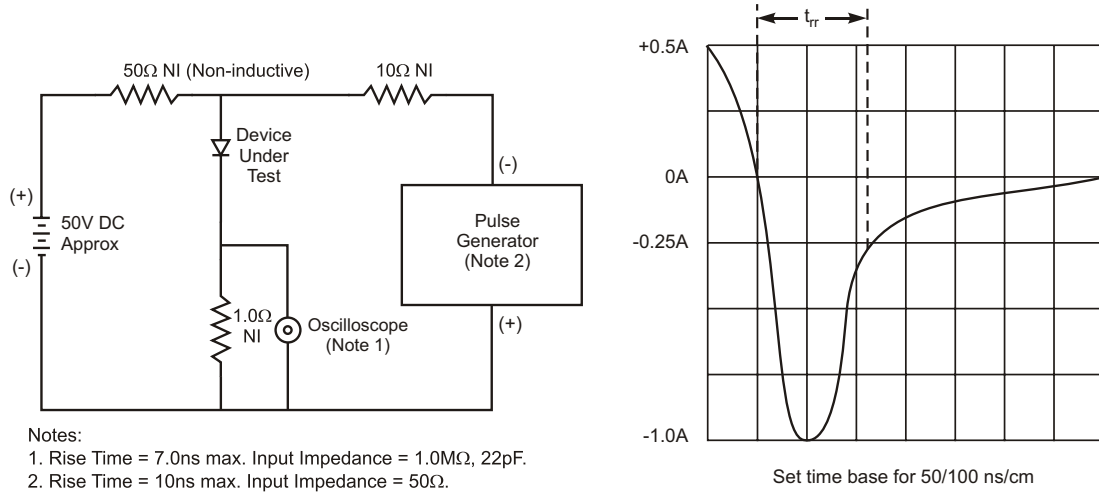 50Ω NI (Non-inductive)
10Ω NI
Device
Under
Test
(+)
50V DC
Approx
(-)
(-)
Pulse
Generator
(Note 2)
(+)
1.0Ω
NI
Oscilloscope
(Note 1)
Notes:
1. Rise Time = 7.0ns max. Input Impedance = 1.0MΩ, 22pF.
2. Rise Time = 10ns max. Input Impedance = 50Ω.
trr
+0.5A
0A
-0.25A
-1.0A
Set time base for 50/100 ns/cm